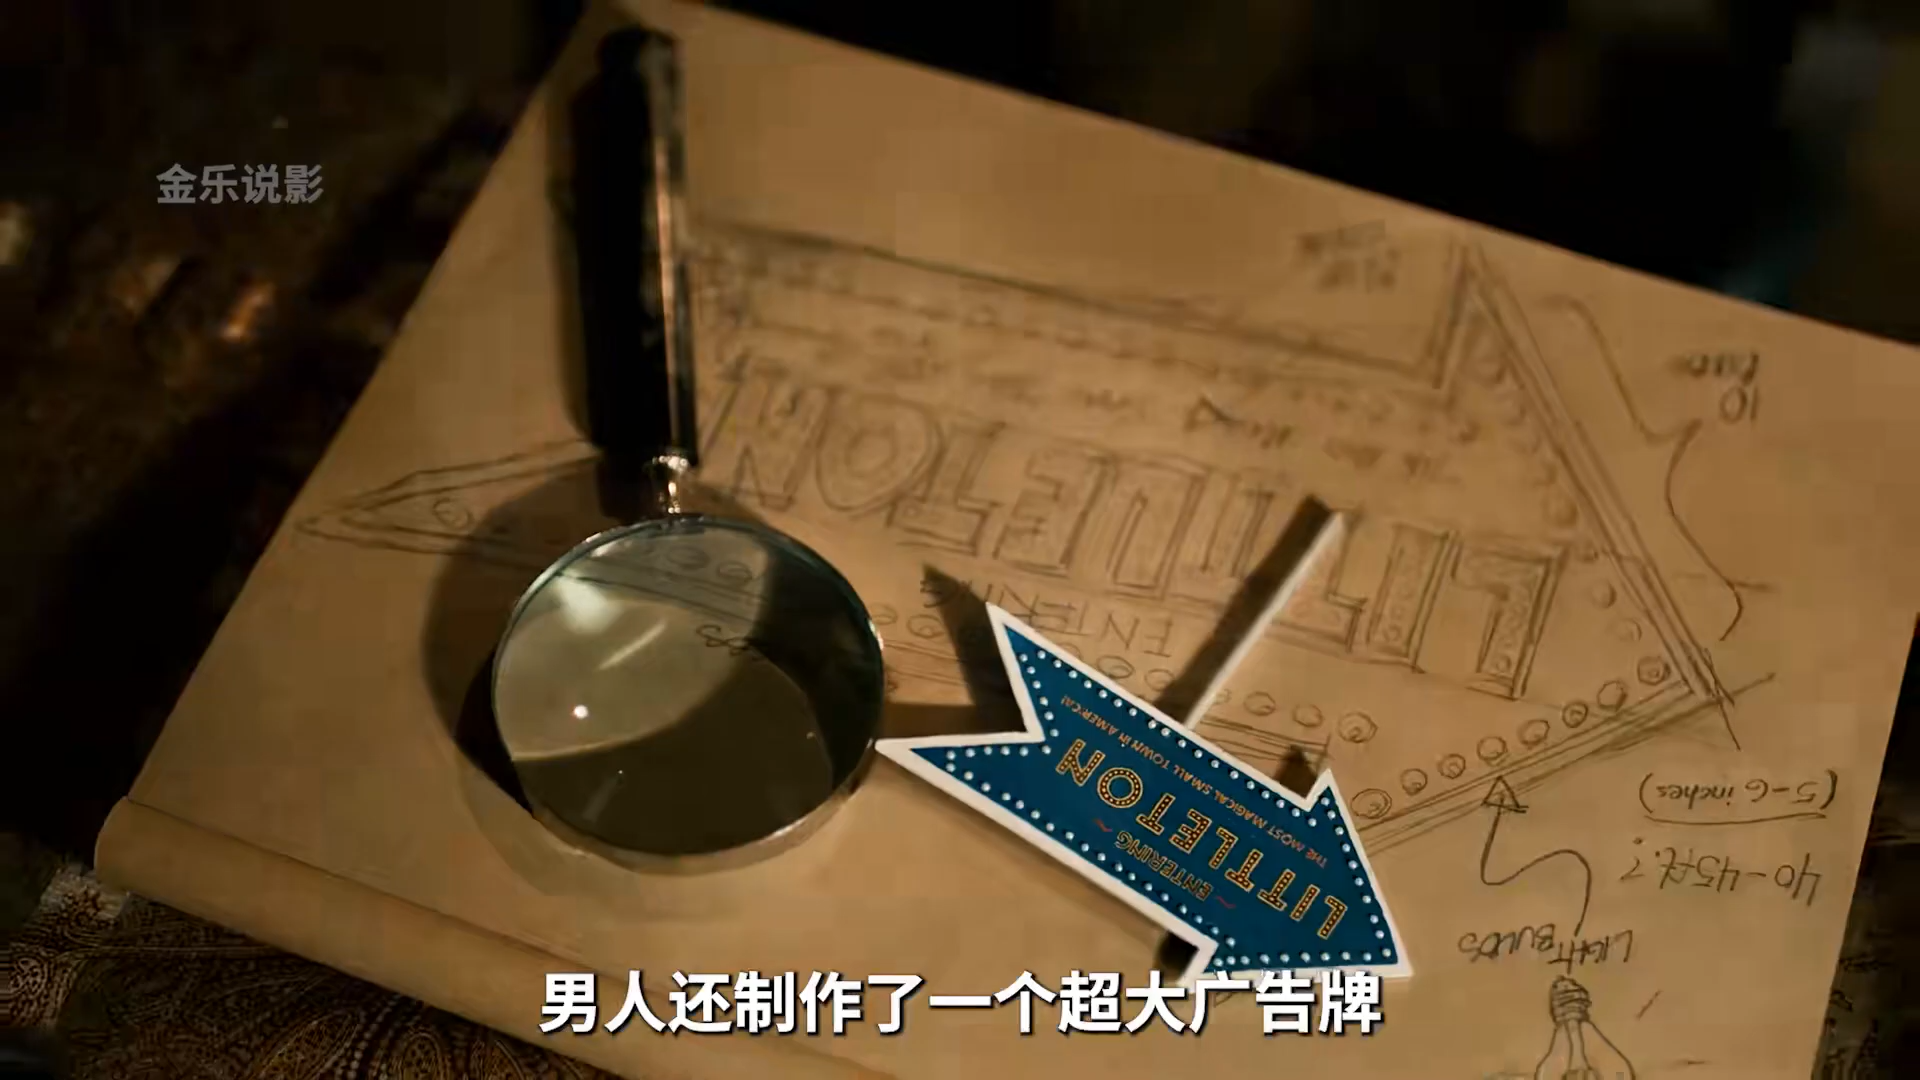 金乐说影
10
LITTLETON
ENTERING
(5-6 inches)
40-45ft.?
LIGHT BULBS
~ENTERING~
LITTLETON
THE MOST MAGICAL SMALL TOWN IN AMERICA!
男人还制作了一个超大广告牌